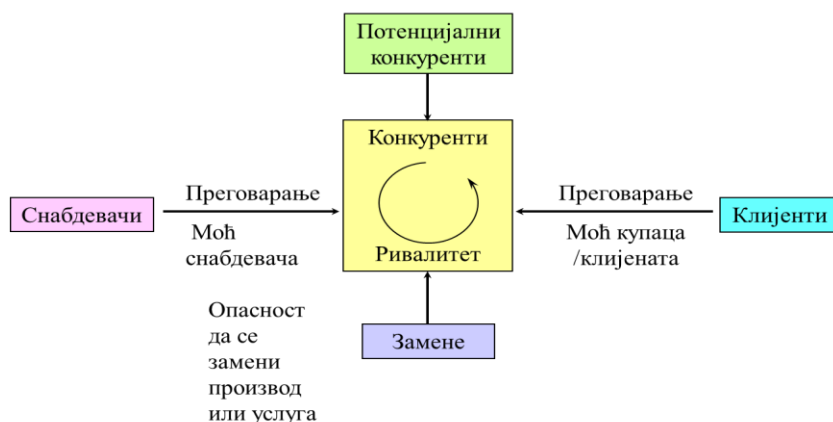 Потенцијални
конкуренти
Конкуренти
Преговарање
Снабдевачи
Моћ
снабдевача
Преговарање
Клијенти
Моћ купаца
/клијената
Ривалитет
Опасност
да се
замени
производ
или услуга
Замене